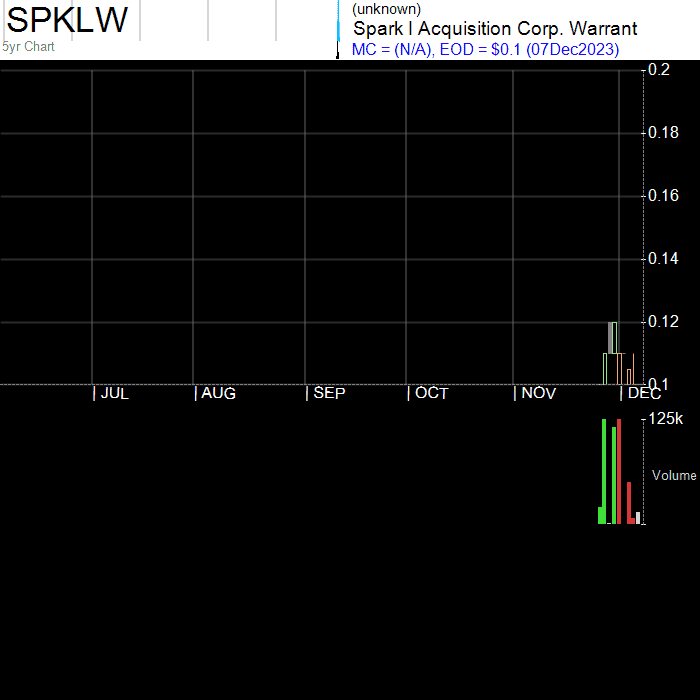 SPKLW
5yr Chart
(unknown)
Spark I Acquisition Corp. Warrant
MC = (N/A), EOD = $0.1 (07Dec2023)
0.2
0.18
0.16
0.14
0.12
0.1
JUL AUG SEP OCT NOV DEC
125k
Volume